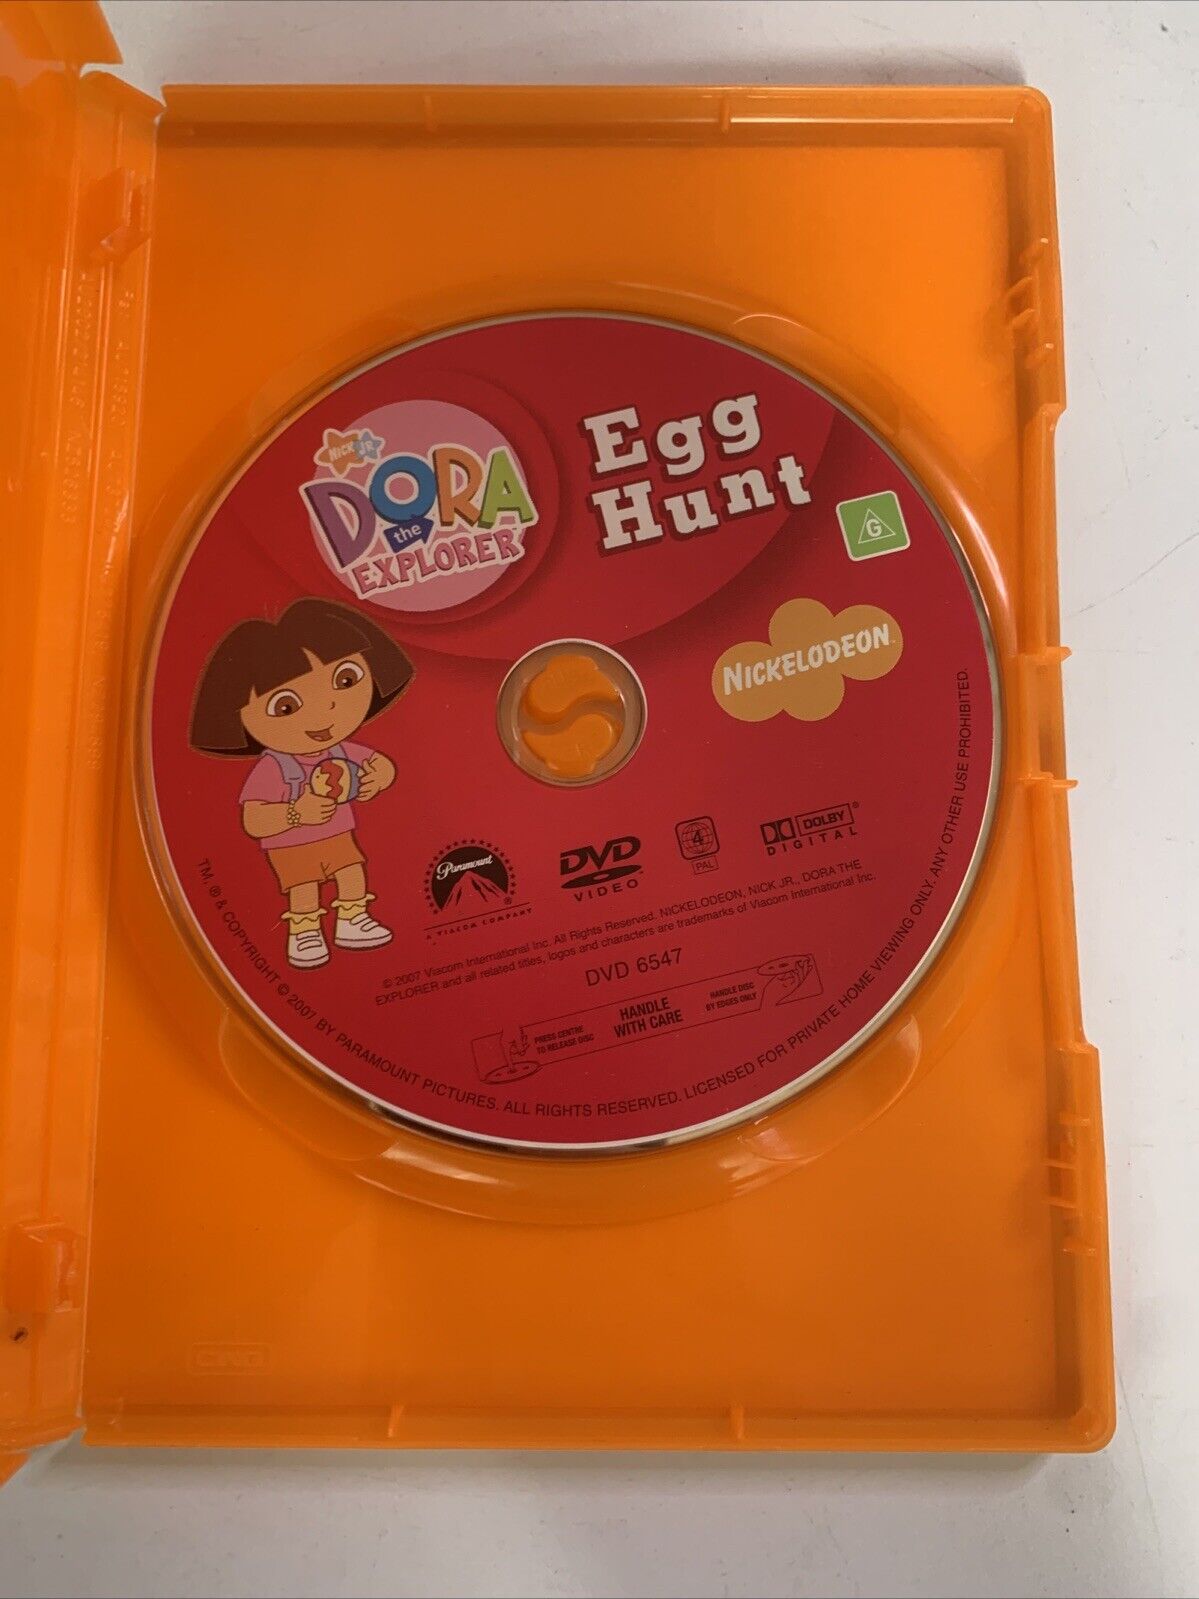 NICK JR.
DORA
the
EXPLORER
Egg
Hunt
G
NICKELODEON
Paramount
A VIACOM COMPANY
DVD
VIDEO
4
PAL
DOLBY
DIGITAL
© 2007 Viacom International Inc. All Rights Reserved. NICKELODEON, NICK JR., DORA THE
EXPLORER and all related titles, logos and characters are trademarks of Viacom International Inc.
DVD 6547
PRESS CENTRE
TO RELEASE DISC
HANDLE
WITH CARE
HANDLE DISC
BY EDGES ONLY
TM, ® & COPYRIGHT © 2007 BY PARAMOUNT PICTURES. ALL RIGHTS RESERVED. LICENSED FOR PRIVATE HOME VIEWING ONLY. ANY OTHER USE PROHIBITED.